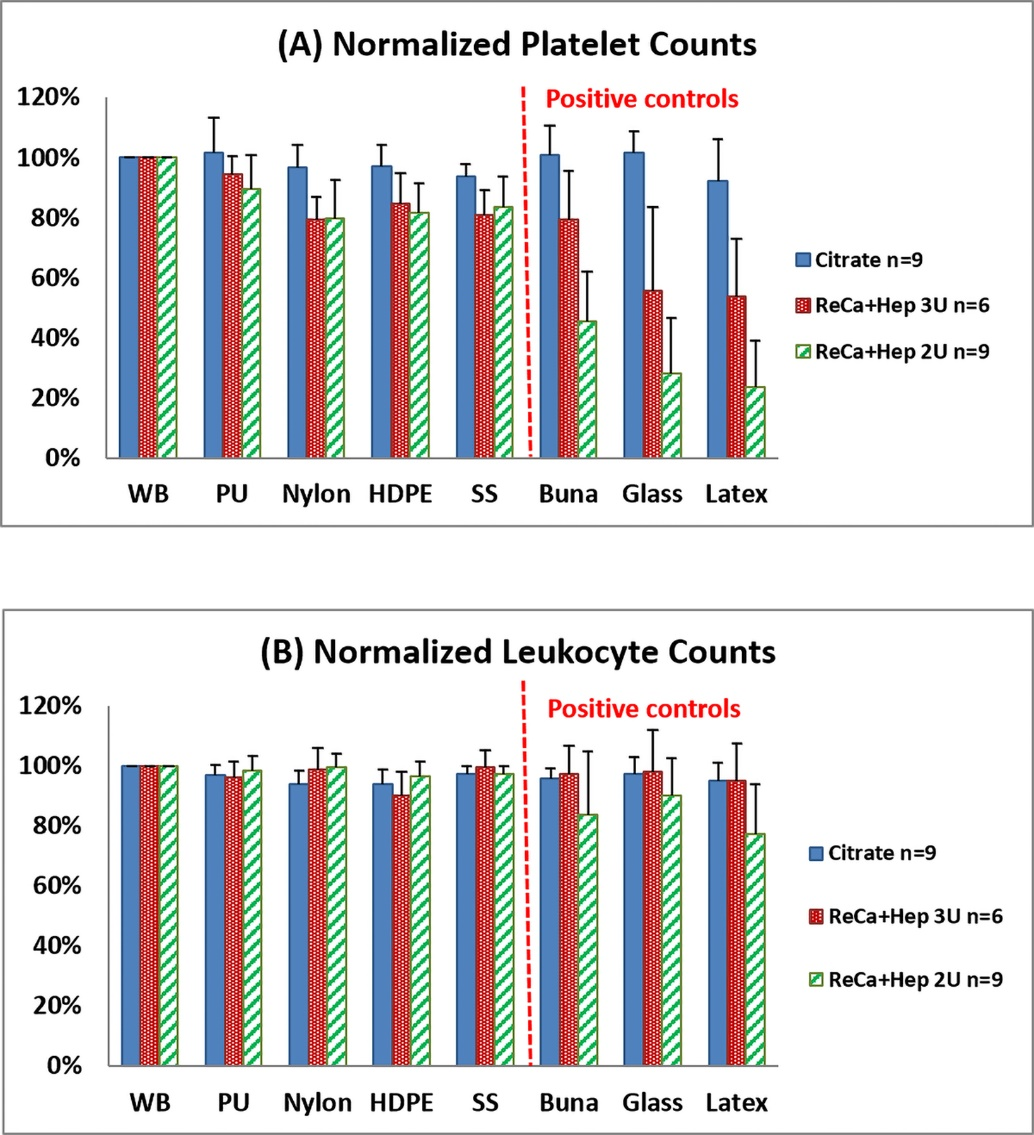 (A) Normalized Platelet Counts
Positive controls
120%
100%
80%
60%
40%
20%
0%
WB PU Nylon HDPE SS Buna Glass Latex
Citrate n=9
ReCa+Hep 3U n=6
ReCa+Hep 2U n=9
(B) Normalized Leukocyte Counts
Positive controls
120%
100%
80%
60%
40%
20%
0%
WB PU Nylon HDPE SS Buna Glass Latex
Citrate n=9
ReCa+Hep 3U n=6
ReCa+Hep 2U n=9